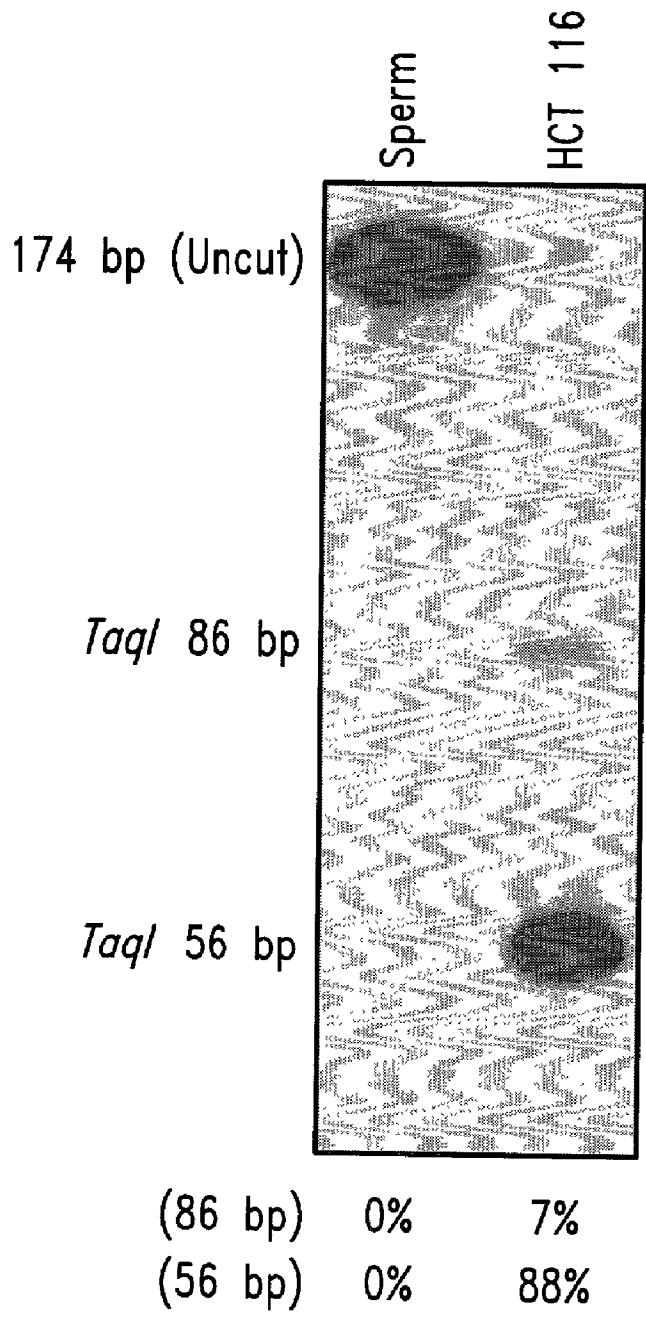 Sperm
HCT 116
174 bp (Uncut)
TaqI 86 bp
TaqI 56 bp
(86 bp) 0% 7%
(56 bp) 0% 88%